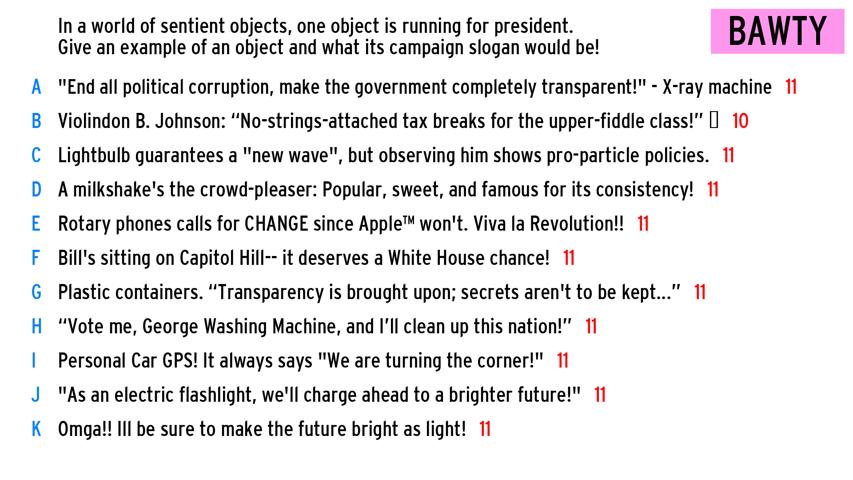 In a world of sentient objects, one object is running for president.
Give an example of an object and what its campaign slogan would be!
BAWTY
A "End all political corruption, make the government completely transparent!" - X-ray machine 11
B Violindon B. Johnson: “No-strings-attached tax breaks for the upper-fiddle class!” 10
C Lightbulb guarantees a "new wave", but observing him shows pro-particle policies. 11
D A milkshake's the crowd-pleaser: Popular, sweet, and famous for its consistency! 11
E Rotary phones calls for CHANGE since Apple™ won't. Viva la Revolution!! 11
F Bill's sitting on Capitol Hill-- it deserves a White House chance! 11
G Plastic containers. “Transparency is brought upon; secrets aren't to be kept...” 11
H “Vote me, George Washing Machine, and I’ll clean up this nation!” 11
I Personal Car GPS! It always says "We are turning the corner!" 11
J "As an electric flashlight, we'll charge ahead to a brighter future!" 11
K Omga!! Ill be sure to make the future bright as light! 11